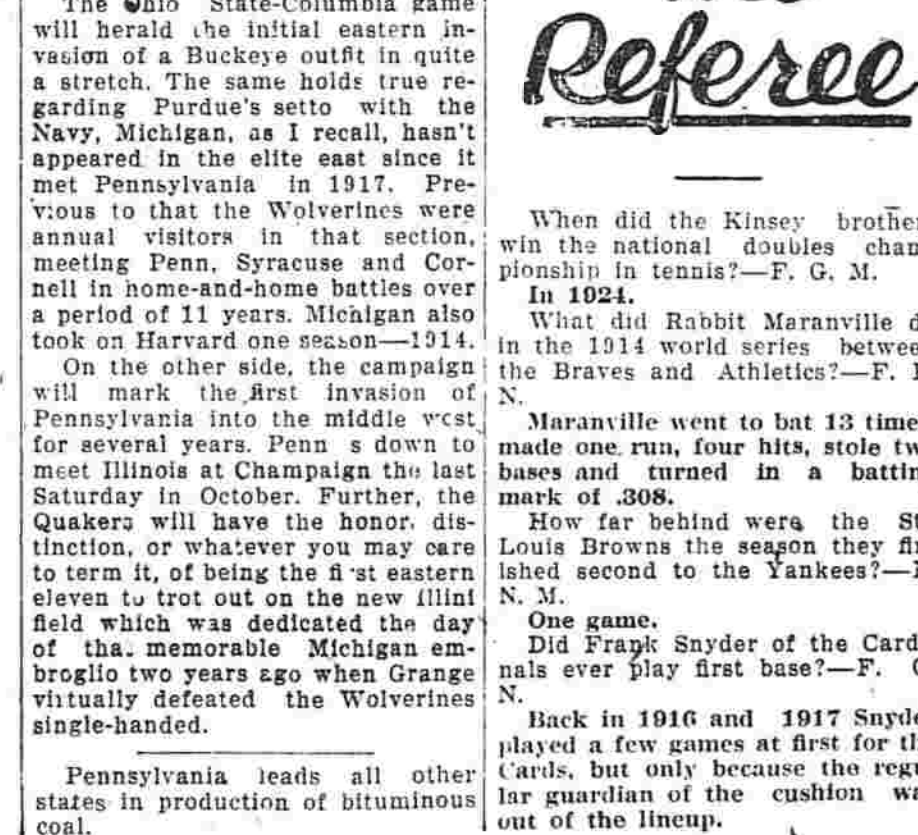 The Ohio State-Columbia game
will herald the initial eastern in-
vasion of a Buckeye outfit in quite
a stretch. The same holds true re-
garding Purdue's setto with the
Navy, Michigan, as I recall, hasn't
appeared in the elite east since it
met Pennsylvania in 1917. Pre-
vious to that the Wolverines were
annual visitors in that section,
meeting Penn, Syracuse and Cor-
nell in home-and-home battles over
a period of 11 years. Michigan also
took on Harvard one season—1914.
On the other side, the campaign
will mark the first invasion of
Pennsylvania into the middle west
for several years. Penn s down to
meet Illinois at Champaign the last
Saturday in October. Further, the
Quakers will have the honor, dis-
tinction, or whatever you may care
to term it, of being the first eastern
eleven to trot out on the new Illini
field which was dedicated the day
of tha. memorable Michigan em-
broglio two years ago when Grange
virtually defeated the Wolverines
single-handed.
Pennsylvania leads all other
states in production of bituminous
coal.
Referee
When did the Kinsey brother
win the national doubles cham
pionship in tennis?—F. G. M.
In 1924.
What did Rabbit Maranville d
in the 1914 world series betwee
the Braves and Athletics?—F.
N.
Maranville went to bat 13 time
made one run, four hits, stole tw
bases and turned in a battin
mark of .308.
How far behind were the St
Louis Browns the season they fin
ished second to the Yankees?—
N. M.
One game.
Did Frank Snyder of the Cardi
nals ever play first base?—F.
N.
Back in 1916 and 1917 Snyde
played a few games at first for th
Cards, but only because the regu
lar guardian of the cushion wa
out of the lineup.